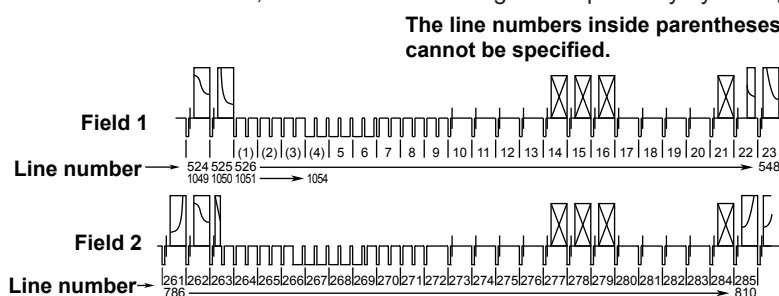 The line numbers inside parentheses
cannot be specified.
Field 1
(1) (2) (3) (4) 5 6 7 8 9 10 11 12 13 14 15 16 17 18 19 20 21 22 23
Line number
524 525 526 548
1049 1050 1051 1054
Field 2
Line number
261 262 263 264 265 266 267 268 269 270 271 272 273 274 275 276 277 278 279 280 281 282 283 284 285
786 810